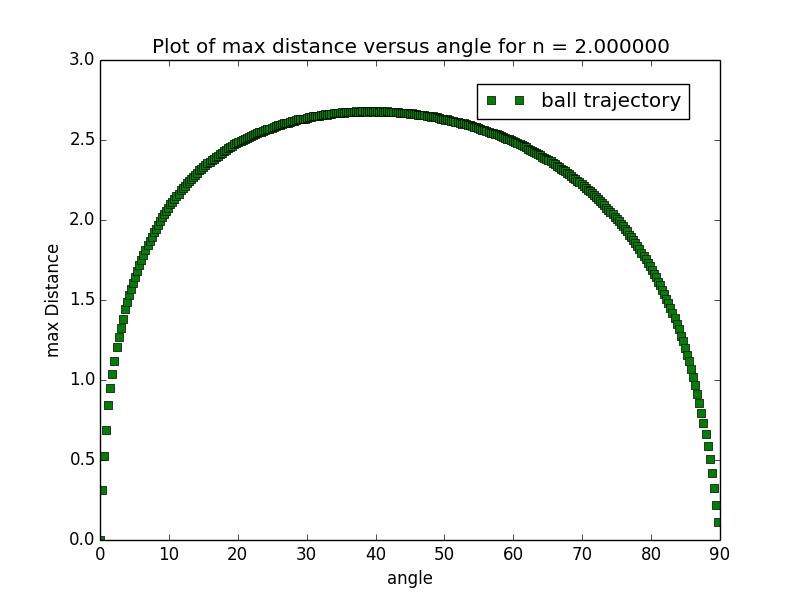 Plot of max distance versus angle for n = 2.000000
3.0
ball trajectory
2.5
2.0
1.5
max Distance
1.0
0.5
0.0
0 10 20 30 40 50 60 70 80 90
angle